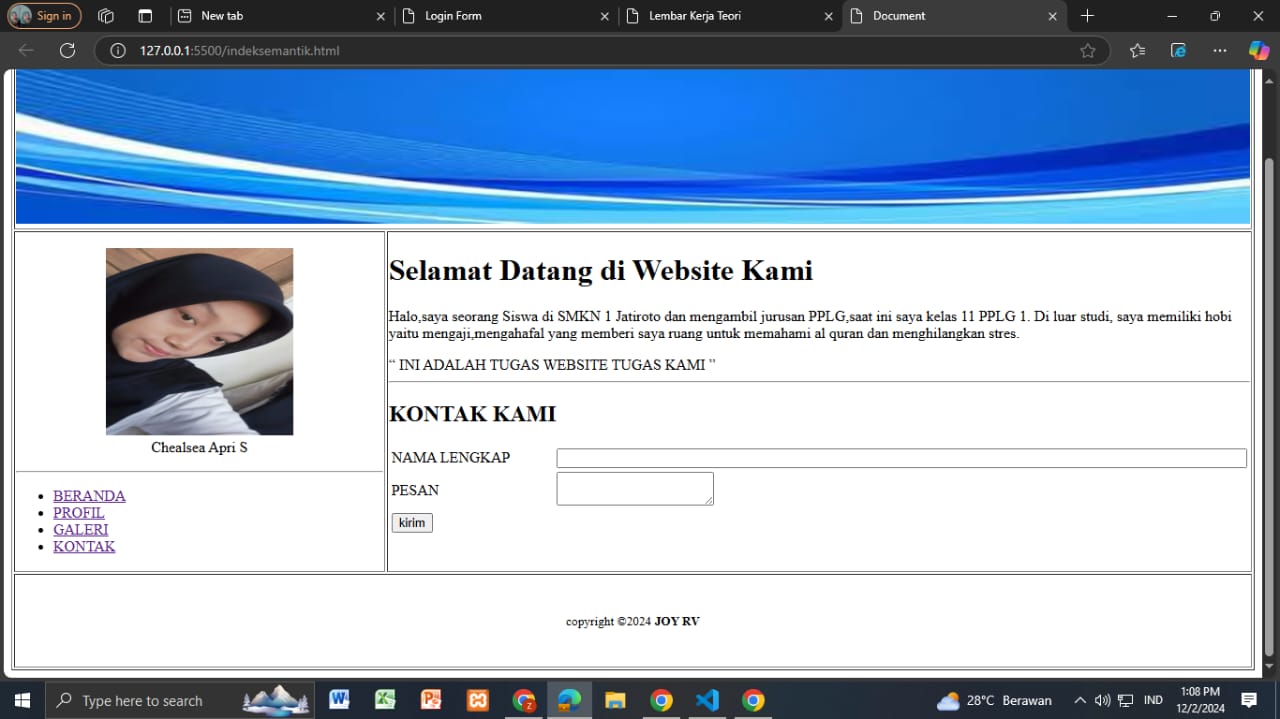 Sign in
New tab
Login Form
Lembar Kerja Teori
Document
127.0.0.1:5500/indeksemantik.html
Selamat Datang di Website Kami
Halo,saya seorang Siswa di SMKN 1 Jatiroto dan mengambil jurusan PPLG,saat ini saya kelas 11 PPLG 1. Di luar studi, saya memiliki hobi
yaitu mengaji,mengahafal yang memberi saya ruang untuk memahami al quran dan menghilangkan stres.
“ INI ADALAH TUGAS WEBSITE TUGAS KAMI ”
Chealsea Apri S
BERANDA
PROFIL
GALERI
KONTAK
KONTAK KAMI
NAMA LENGKAP
PESAN
kirim
copyright ©2024 JOY RV
Type here to search
28°C Berawan
IND
1:08 PM
12/2/2024